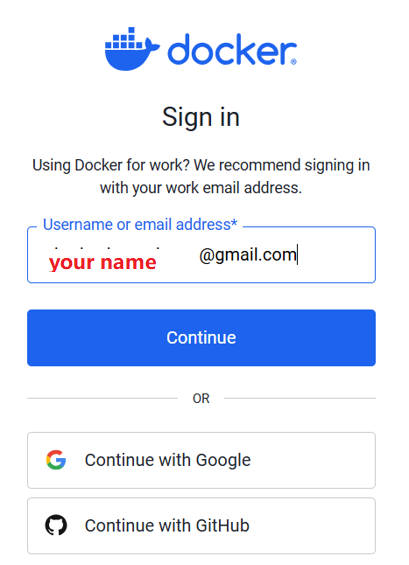 docker®
Sign in
Using Docker for work? We recommend signing in
with your work email address.
Username or email address*
your name @gmail.com
Continue
OR
Continue with Google
Continue with GitHub